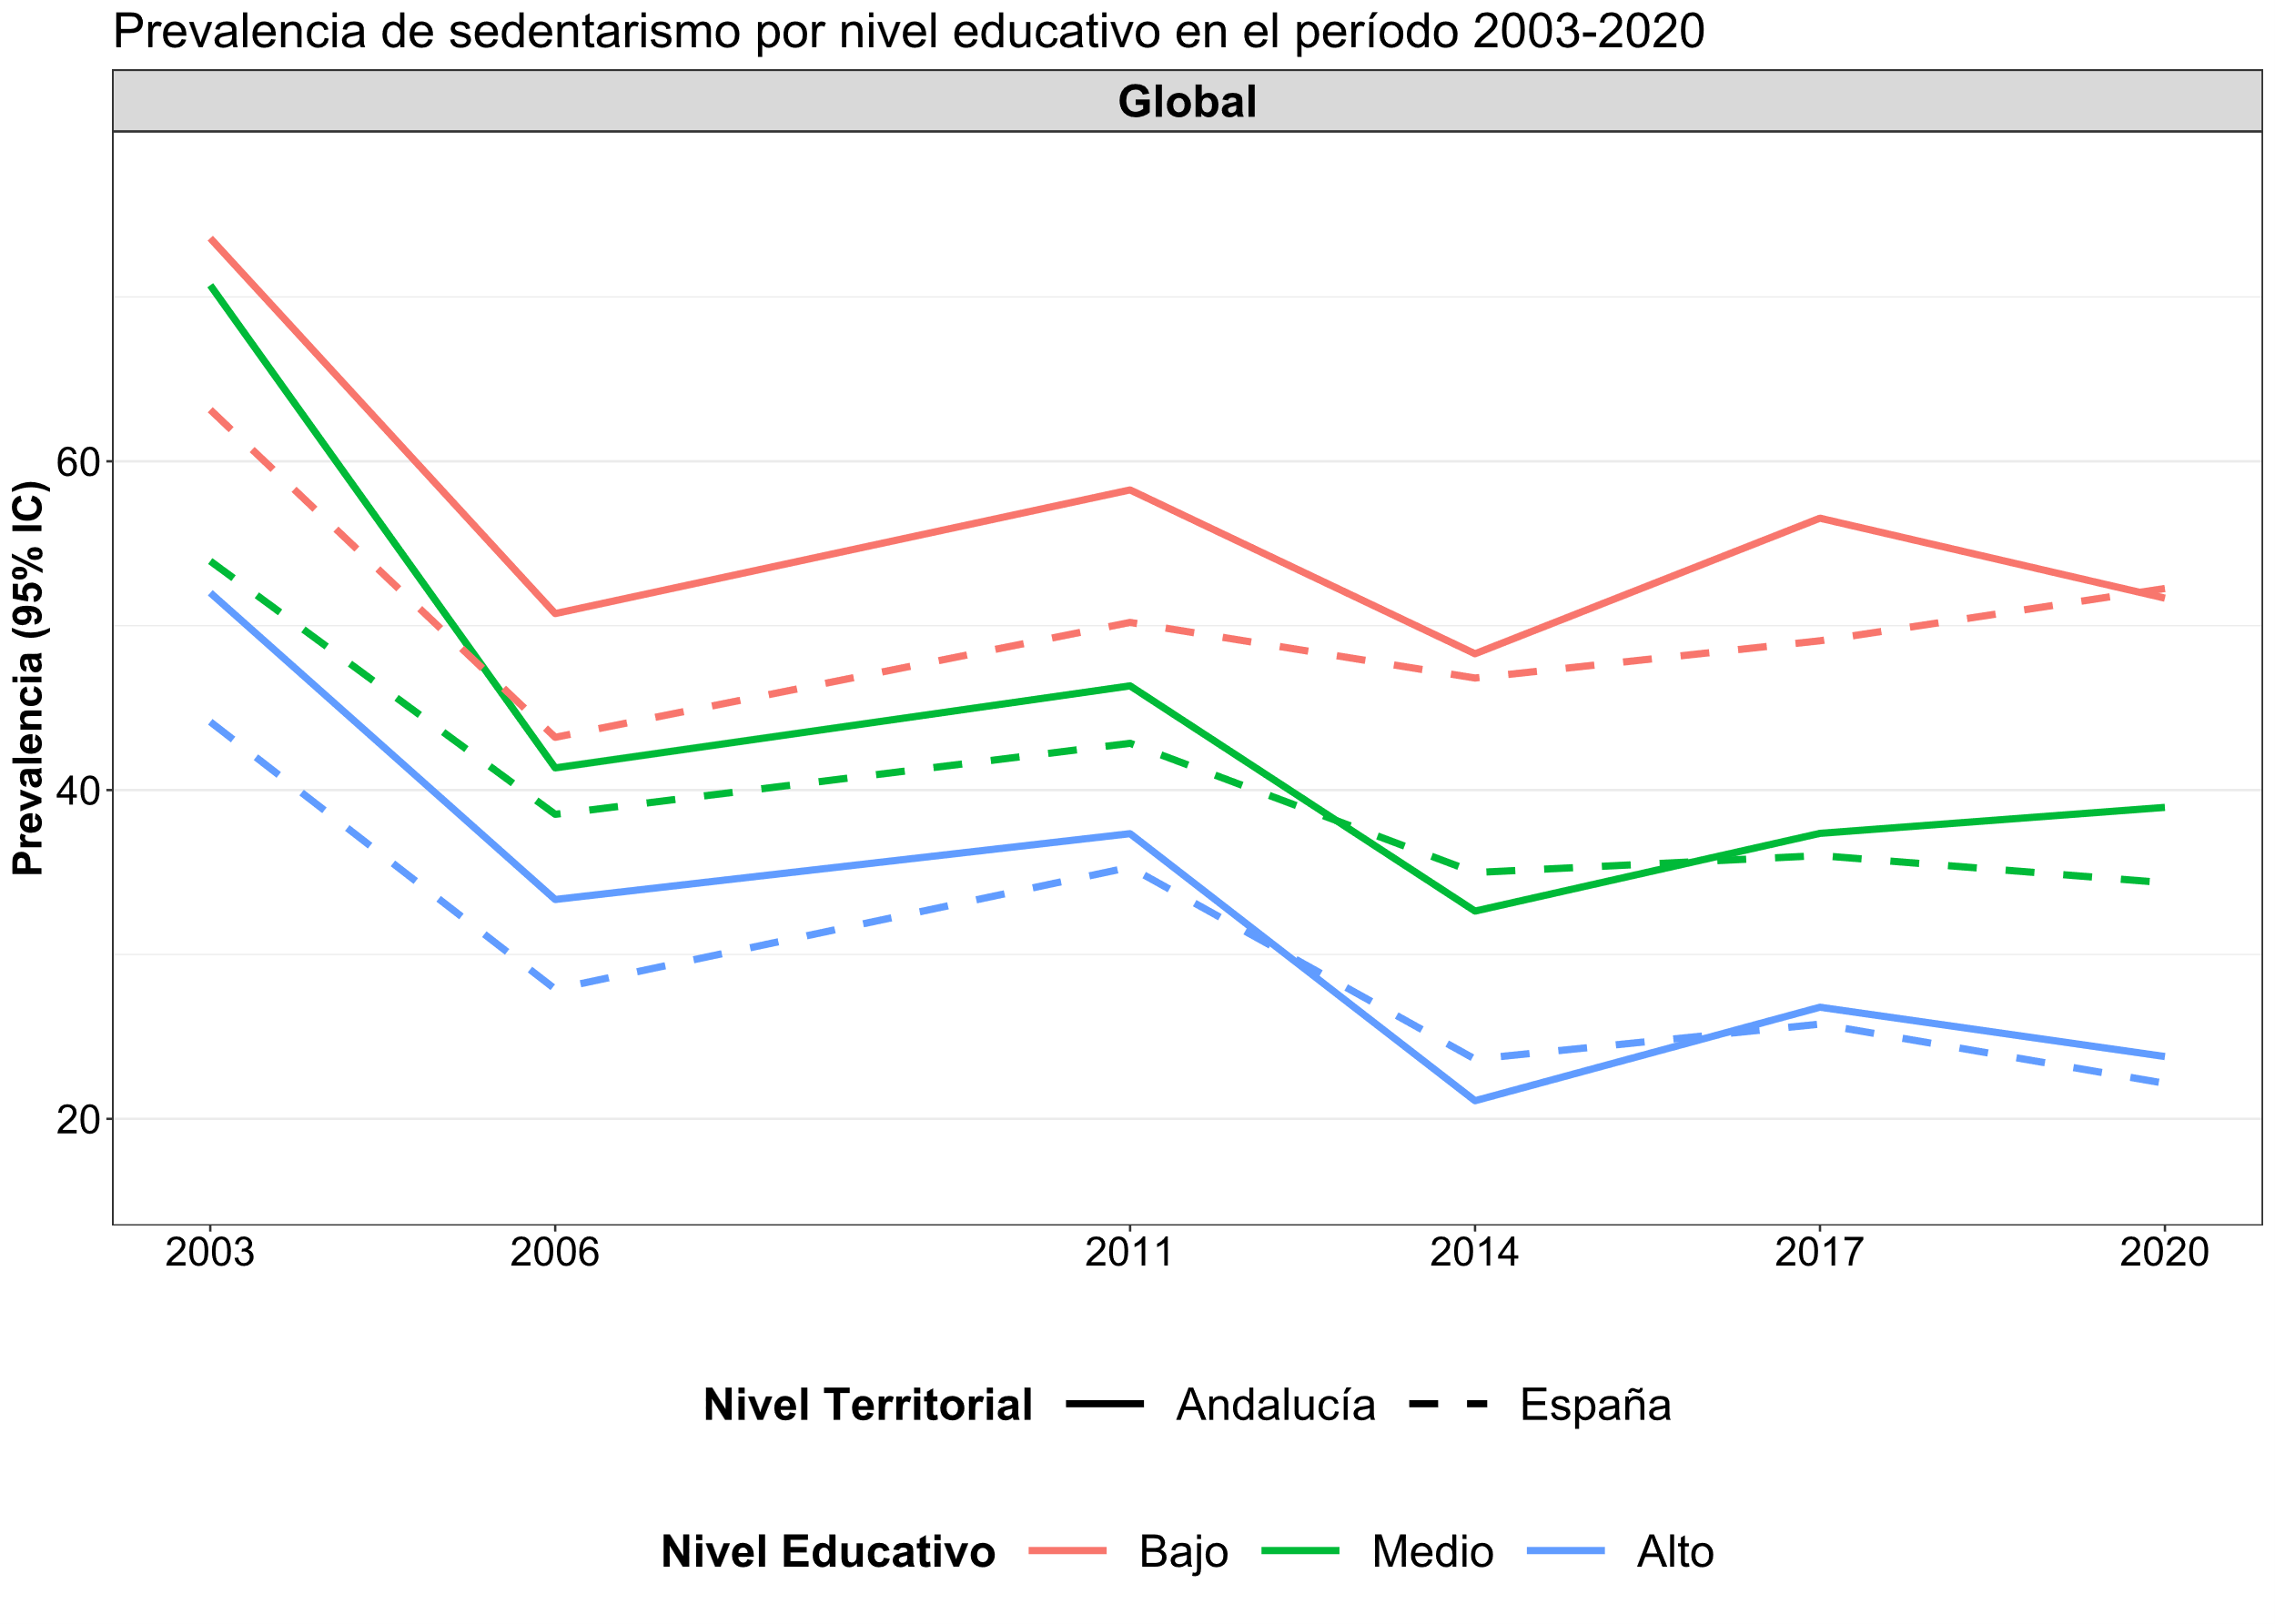 Prevalencia de sedentarismo por nivel educativo en el período 2003-2020
Global
Prevalencia (95% IC)
60
40
20
2003 2006 2011 2014 2017 2020
Nivel Territorial Andalucía España
Nivel Educativo Bajo Medio Alto